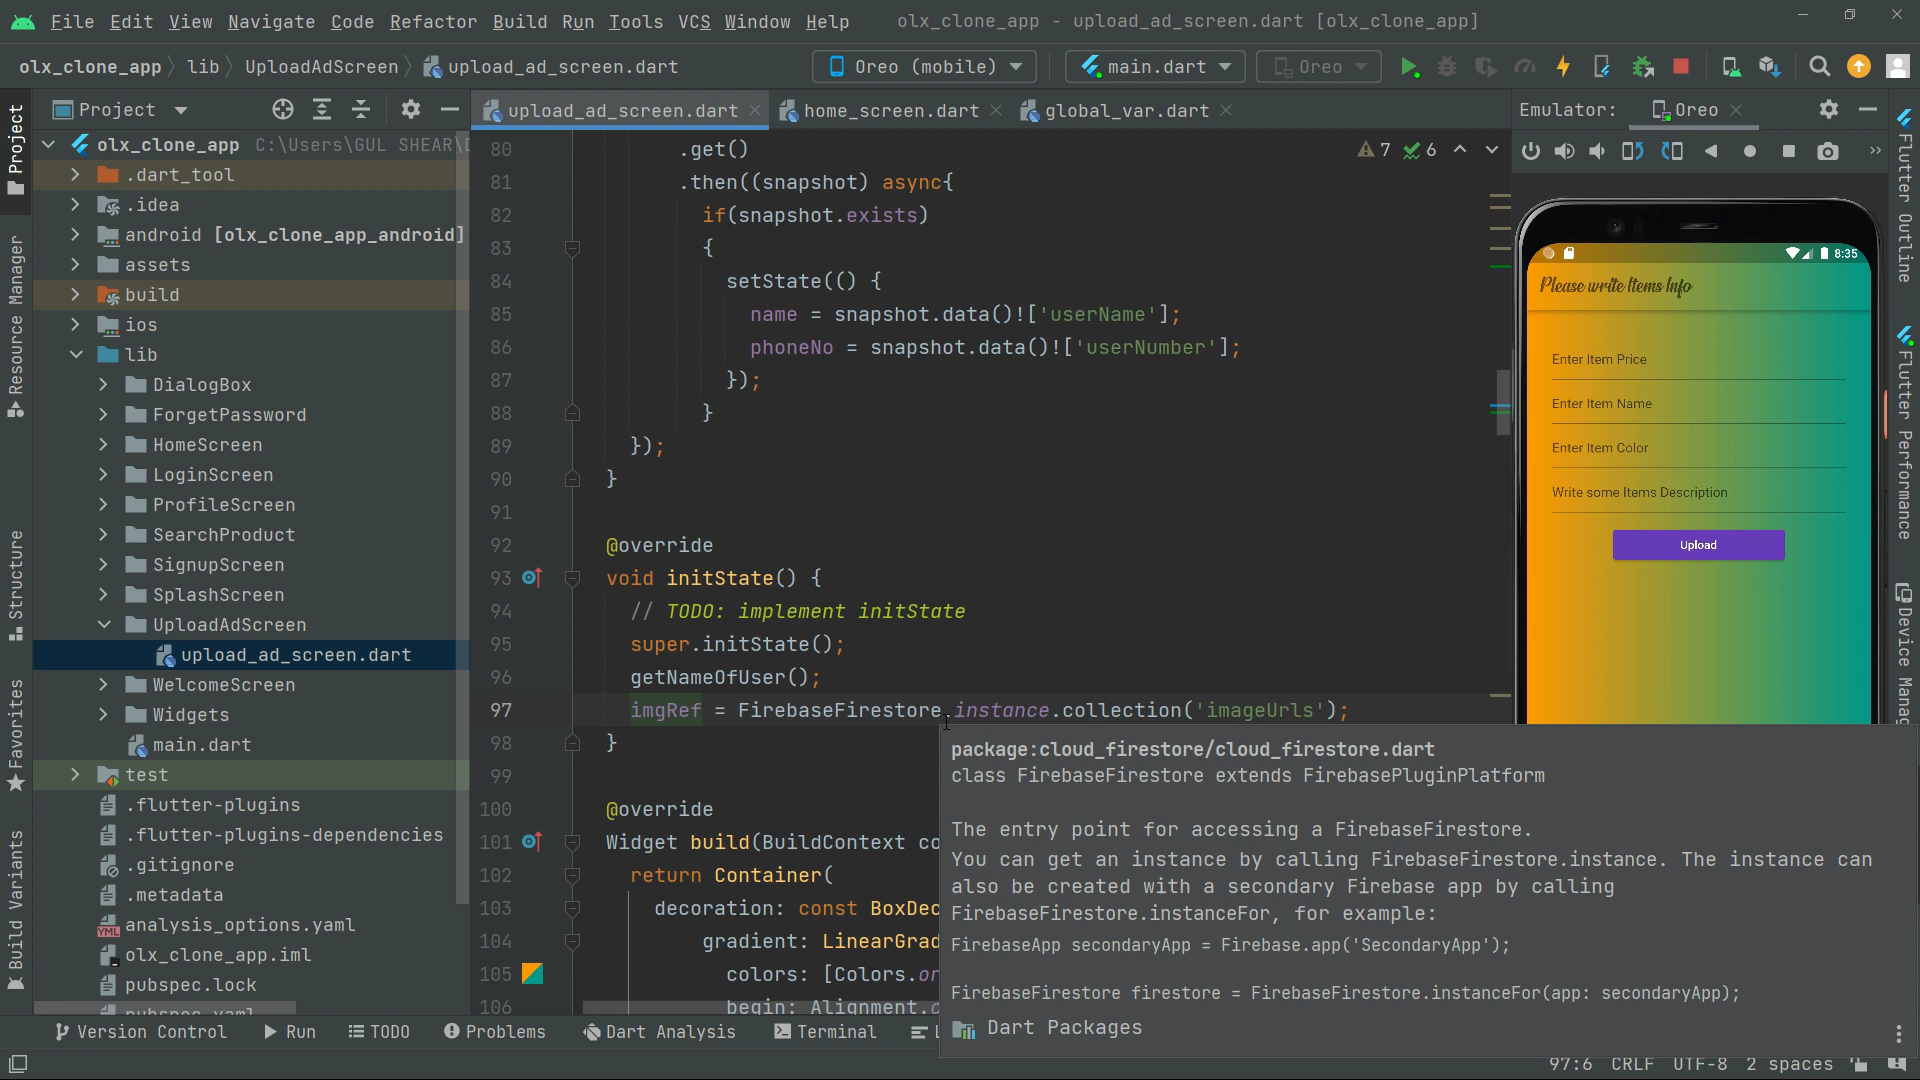 File Edit View Navigate Code Refactor Build Run Tools VCS Window Help olx_clone_app - upload_ad_screen.dart [olx_clone_app]
olx_clone_app lib UploadAdScreen upload_ad_screen.dart Oreo (mobile) main.dart Oreo
Project upload_ad_screen.dart home_screen.dart global_var.dart Emulator: Oreo
olx_clone_app C:\Users\GUL SHEAR\
.dart_tool
.idea
android [olx_clone_app_android]
assets
build
ios
lib
DialogBox
ForgetPassword
HomeScreen
LoginScreen
ProfileScreen
SearchProduct
SignupScreen
SplashScreen
UploadAdScreen
upload_ad_screen.dart
WelcomeScreen
Widgets
main.dart
test
.flutter-plugins
.flutter-plugins-dependencies
.gitignore
.metadata
analysis_options.yaml
olx_clone_app.iml
pubspec.lock
pubspec.yaml
Project
Resource Manager
Structure
Favorites
Build Variants
7 6
80 .get()
81 .then((snapshot) async{
82 if(snapshot.exists)
83 {
84 setState(() {
85 name = snapshot.data()!['userName'];
86 phoneNo = snapshot.data()!['userNumber'];
87 });
88 }
89 });
90 }
91
92 @override
93 void initState() {
94 // TODO: implement initState
95 super.initState();
96 getNameOfUser();
97 imgRef = FirebaseFirestore.instance.collection('imageUrls');
98 }
99
100 @override
101 Widget build(BuildContext co
102 return Container(
103 decoration: const BoxDec
104 gradient: LinearGrad
105 colors: [Colors.or
106 begin: Alignment.c
package:cloud_firestore/cloud_firestore.dart
class FirebaseFirestore extends FirebasePluginPlatform
The entry point for accessing a FirebaseFirestore.
You can get an instance by calling FirebaseFirestore.instance. The instance can
also be created with a secondary Firebase app by calling
FirebaseFirestore.instanceFor, for example:
FirebaseApp secondaryApp = Firebase.app('SecondaryApp');
FirebaseFirestore firestore = FirebaseFirestore.instanceFor(app: secondaryApp);
Dart Packages
8:35
Please write Items Info
Enter Item Price
Enter Item Name
Enter Item Color
Write some Items Description
Upload
Flutter Outline
Flutter Performance
Device Manag
Version Control Run TODO Problems Dart Analysis Terminal L
97:6 CRLF UTF-8 2 spaces